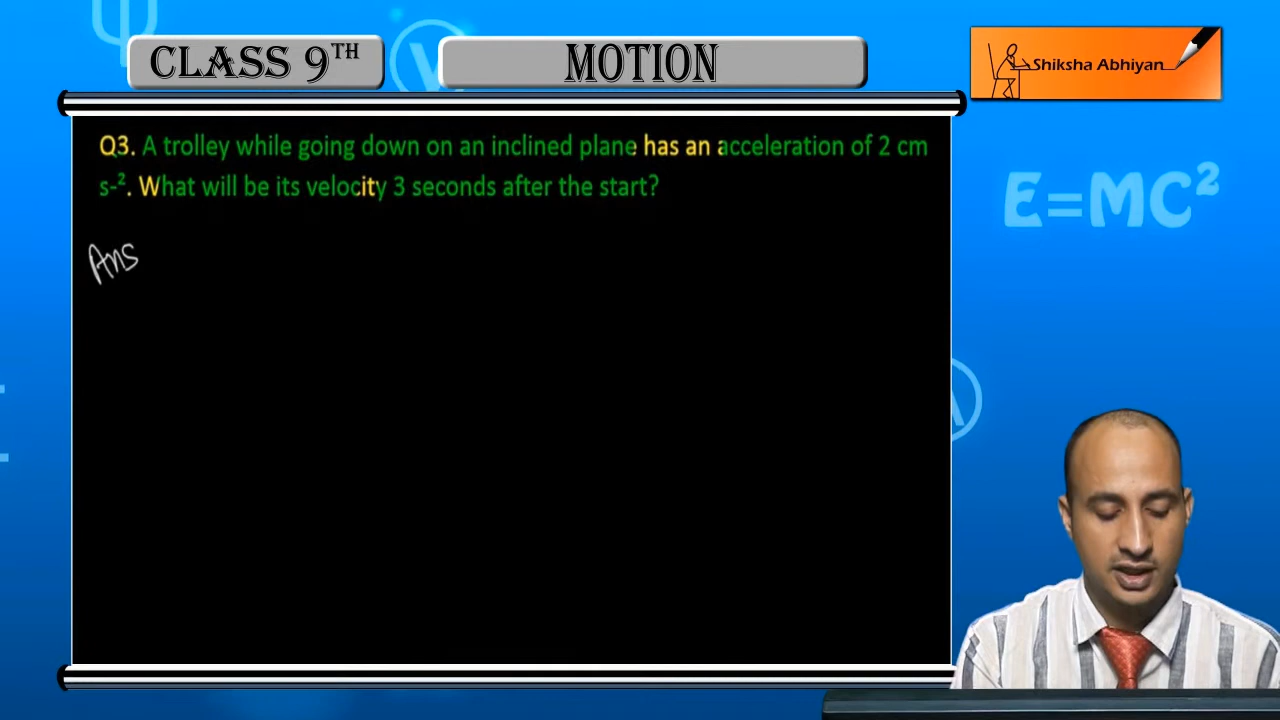 CLASS 9TH
MOTION
Shiksha Abhiyan
Q3. A trolley while going down on an inclined plane has an acceleration of 2 cm
s-². What will be its velocity 3 seconds after the start?
E=MC²
Ans